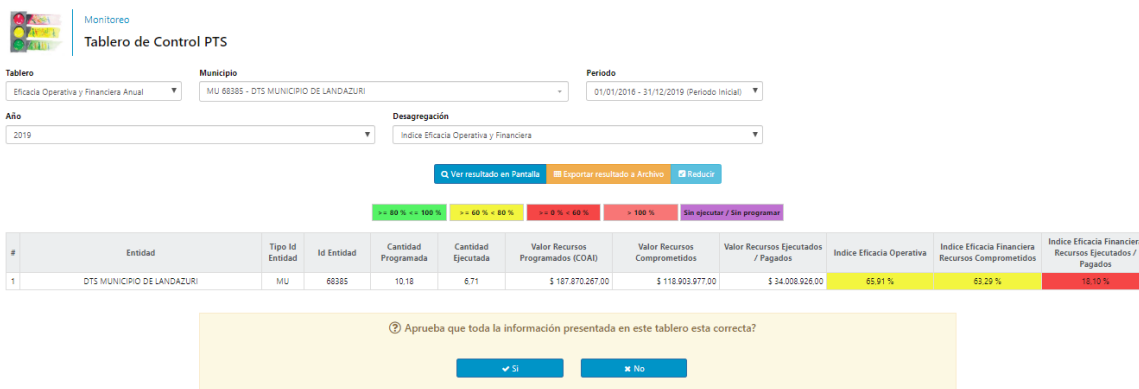 Monitoreo
Tablero de Control PTS
Tablero Municipio Periodo
Eficacia Operativa y Financiera Anual MU 68385 - DTS MUNICIPIO DE LANDAZURI 01/01/2016 - 31/12/2019 (Periodo Inicial)
Año Desagregación
2019 Indice Eficacia Operativa y Financiera
Ver resultado en Pantalla Exportar resultado a Archivo Reducir
>= 80 % <= 100 % >= 60 % < 80 % >= 0 % < 60 % > 100 % Sin ejecutar / Sin programar
# Entidad Tipo Id Entidad Id Entidad Cantidad Programada Cantidad Ejecutada Valor Recursos Programados (COAI) Valor Recursos Comprometidos Valor Recursos Ejecutados / Pagados Indice Eficacia Operativa Indice Eficacia Financiera Recursos Comprometidos Indice Eficacia Financiera Recursos Ejecutados / Pagados
1 DTS MUNICIPIO DE LANDAZURI MU 68385 10,18 6,71 $ 187.870.267,00 $ 118.903.977,00 $ 34.008.926,00 65,91 % 63,29 % 18,10 %
Aprueba que toda la información presentada en este tablero esta correcta?
Si No